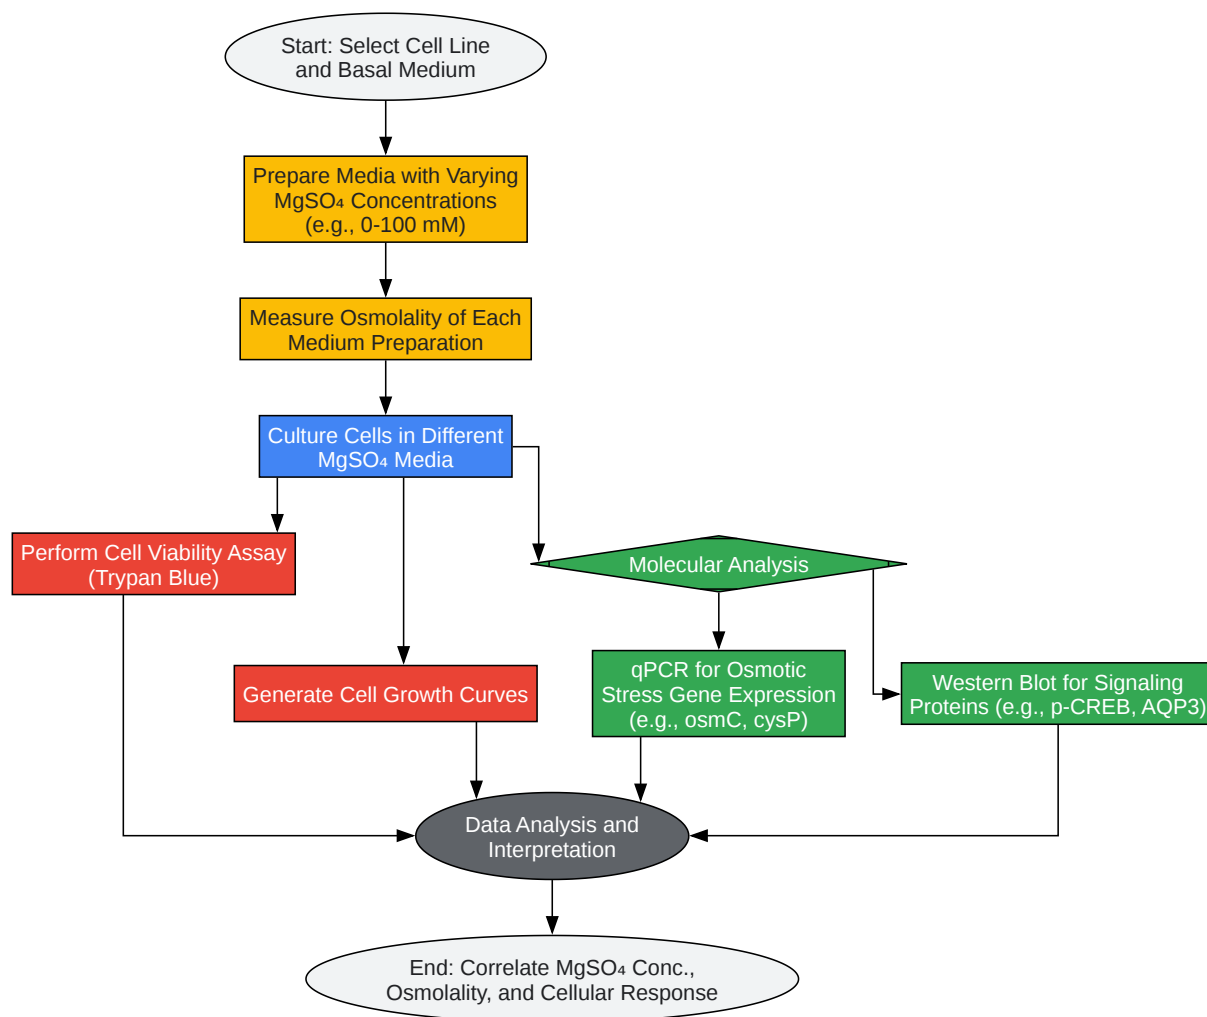 Start: Select Cell Line
and Basal Medium
Prepare Media with Varying
MgSO₄ Concentrations
(e.g., 0-100 mM)
Measure Osmolality of Each
Medium Preparation
Culture Cells in Different
MgSO₄ Media
Perform Cell Viability Assay
(Trypan Blue)
Molecular Analysis
Generate Cell Growth Curves
qPCR for Osmotic
Stress Gene Expression
(e.g., osmC, cysP)
Western Blot for Signaling
Proteins (e.g., p-CREB, AQP3)
Data Analysis and
Interpretation
End: Correlate MgSO₄ Conc.,
Osmolality, and Cellular Response